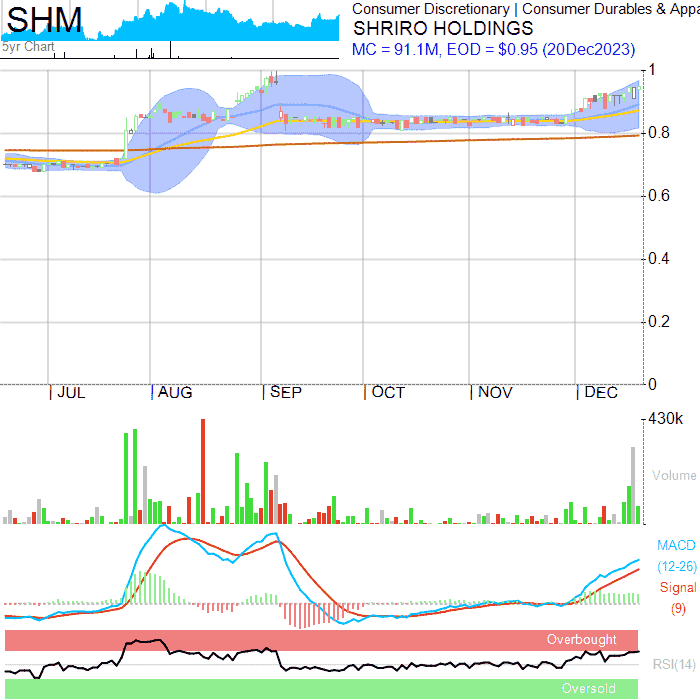 SHM
5yr Chart
Consumer Discretionary | Consumer Durables & Appa
SHRIRO HOLDINGS
MC = 91.1M, EOD = $0.95 (20Dec2023)
1
0.8
0.6
0.4
0.2
0
JUL AUG SEP OCT NOV DEC
430k
Volume
MACD
(12-26)
Signal
(9)
Overbought
RSI(14)
Oversold